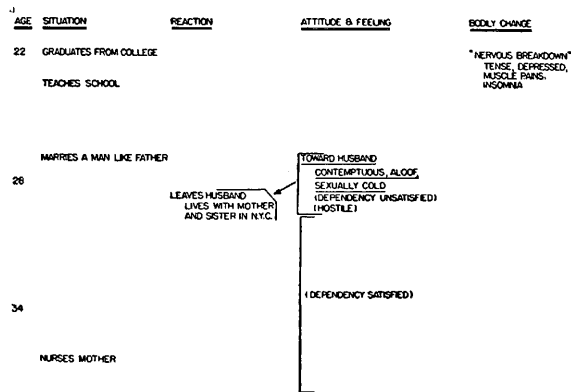 AGE SITUATION REACTION ATTITUDE & FEELING BODILY CHANGE
22 GRADUATES FROM COLLEGE "NERVOUS BREAKDOWN"
TENSE, DEPRESSED,
MUSCLE PAINS,
INSOMNIA
TEACHES SCHOOL
MARRIES A MAN LIKE FATHER
TOWARD HUSBAND
CONTEMPTUOUS, ALOOF,
SEXUALLY COLD
(DEPENDENCY UNSATISFIED)
(HOSTILE)
28
LEAVES HUSBAND
LIVES WITH MOTHER
AND SISTER IN N.Y.C.
(DEPENDENCY SATISFIED)
34
NURSES MOTHER